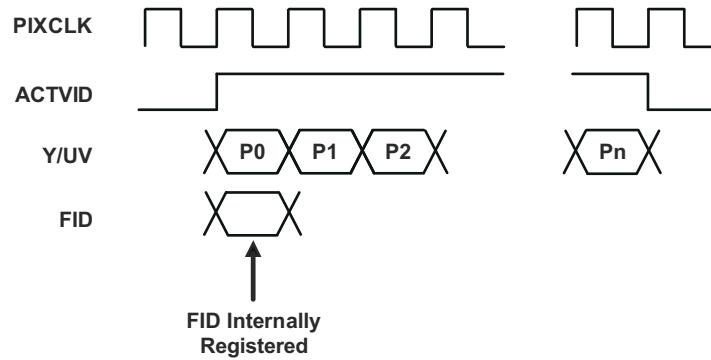 PIXCLK
ACTVID
Y/UV
P0 P1 P2 Pn
FID
FID Internally
Registered